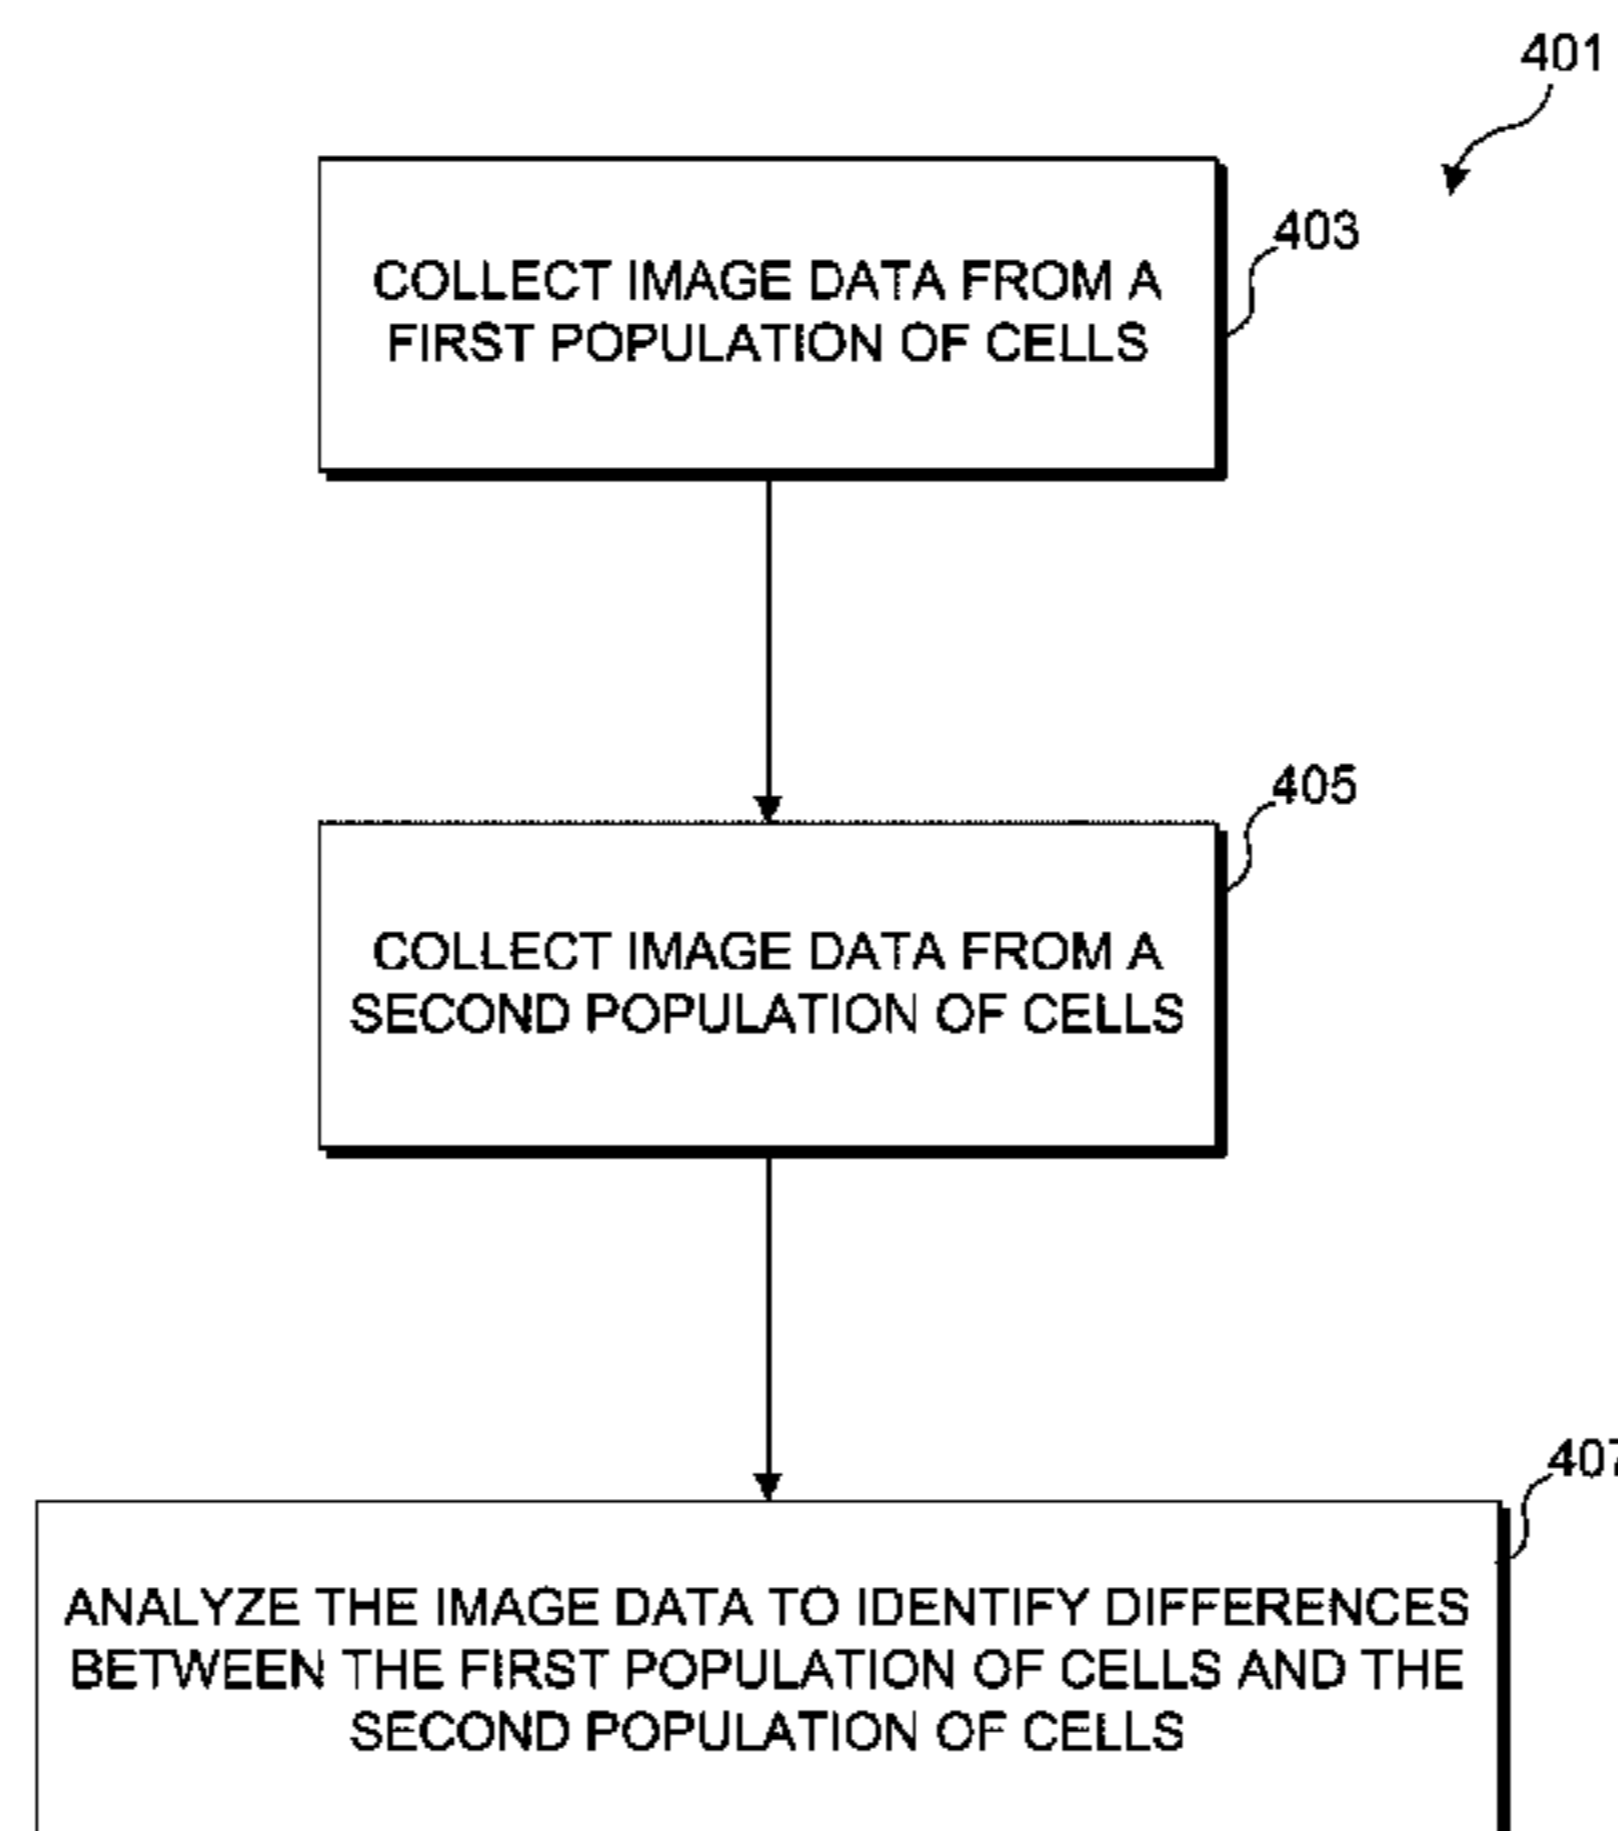 401
403
COLLECT IMAGE DATA FROM A
FIRST POPULATION OF CELLS
405
COLLECT IMAGE DATA FROM A
SECOND POPULATION OF CELLS
407
ANALYZE THE IMAGE DATA TO IDENTIFY DIFFERENCES
BETWEEN THE FIRST POPULATION OF CELLS AND THE
SECOND POPULATION OF CELLS